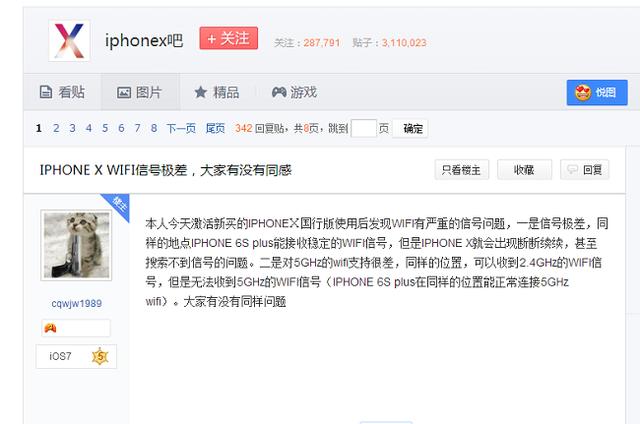 iphonex吧
+ 关注
关注：287,791 贴子：3,110,023
看贴
图片
精品
游戏
悦图
1 2 3 4 5 6 7 8 下一页 尾页 342 回复贴，共8页，跳到 页 确定
IPHONE X WIFI信号极差，大家有没有同感
只看楼主
收藏
回复
楼主
本人今天激活新买的IPHONEX国行版使用后发现WIFI有严重的信号问题，一是信号极差，同
样的地点IPHONE 6S plus能接收稳定的WIFI信号，但是IPHONE X就会出现断断续续，甚至
搜索不到信号的问题。二是对5GHz的wifi支持很差，同样的位置，可以收到2.4GHz的WIFI信
号，但是无法收到5GHz的WIFI信号（IPHONE 6S plus在同样的位置能正常连接5GHz
wifi）。大家有没有同样问题
cqwjw1989
iOS7 5